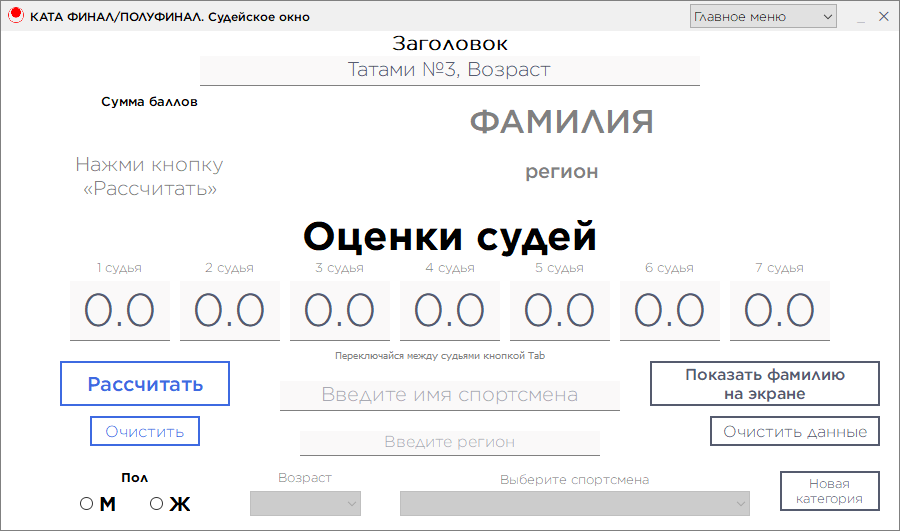 КАТА ФИНАЛ/ПОЛУФИНАЛ. Судейское окно
Главное меню
Заголовок
Татами №3, Возраст
Сумма баллов
ФАМИЛИЯ
Нажми кнопку
«Рассчитать»
регион
Оценки судей
1 судья 2 судья 3 судья 4 судья 5 судья 6 судья 7 судья
0.0 0.0 0.0 0.0 0.0 0.0 0.0
Переключайся между судьями кнопкой Tab
Рассчитать
Введите имя спортсмена
Показать фамилию
на экране
Очистить
Введите регион
Очистить данные
Пол
Возраст
Выберите спортсмена
М Ж
Новая
категория